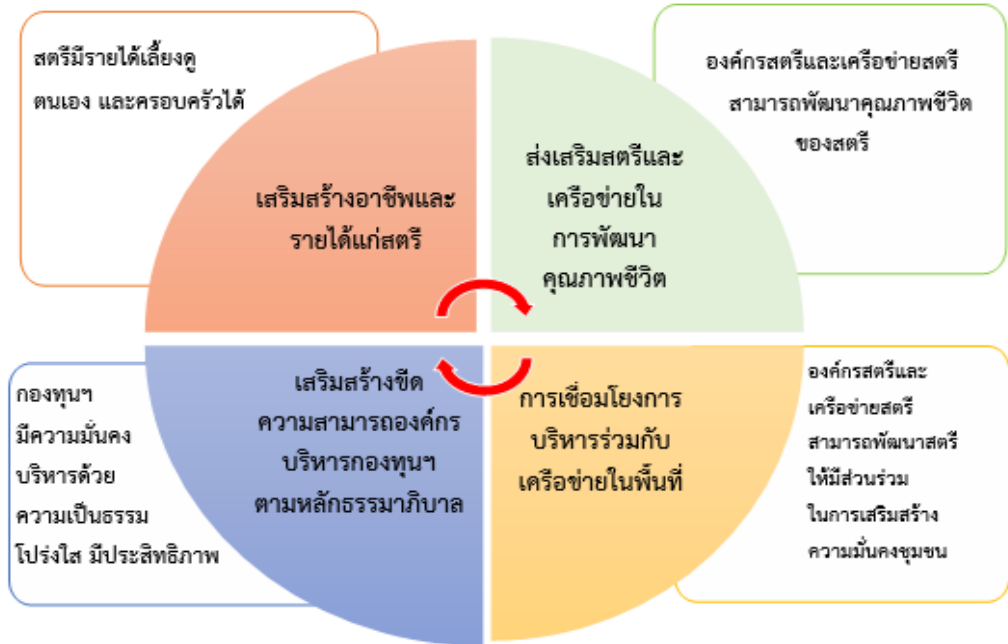 สตรีมีรายได้เลี้ยงดู
ตนเอง และครอบครัวได้
เสริมสร้างอาชีพและ
รายได้แก่สตรี
องค์กรสตรีและเครือข่ายสตรี
สามารถพัฒนาคุณภาพชีวิต
ของสตรี
ส่งเสริมสตรีและ
เครือข่ายใน
การพัฒนา
คุณภาพชีวิต
กองทุนฯ
มีความมั่นคง
บริหารด้วย
ความเป็นธรรม
โปร่งใส มีประสิทธิภาพ
เสริมสร้างขีด
ความสามารถองค์กร
บริหารกองทุนฯ
ตามหลักธรรมาภิบาล
การเชื่อมโยงการ
บริหารร่วมกับ
เครือข่ายในพื้นที่
องค์กรสตรีและ
เครือข่ายสตรี
สามารถพัฒนาสตรี
ให้มีส่วนร่วม
ในการเสริมสร้าง
ความมั่นคงชุมชน